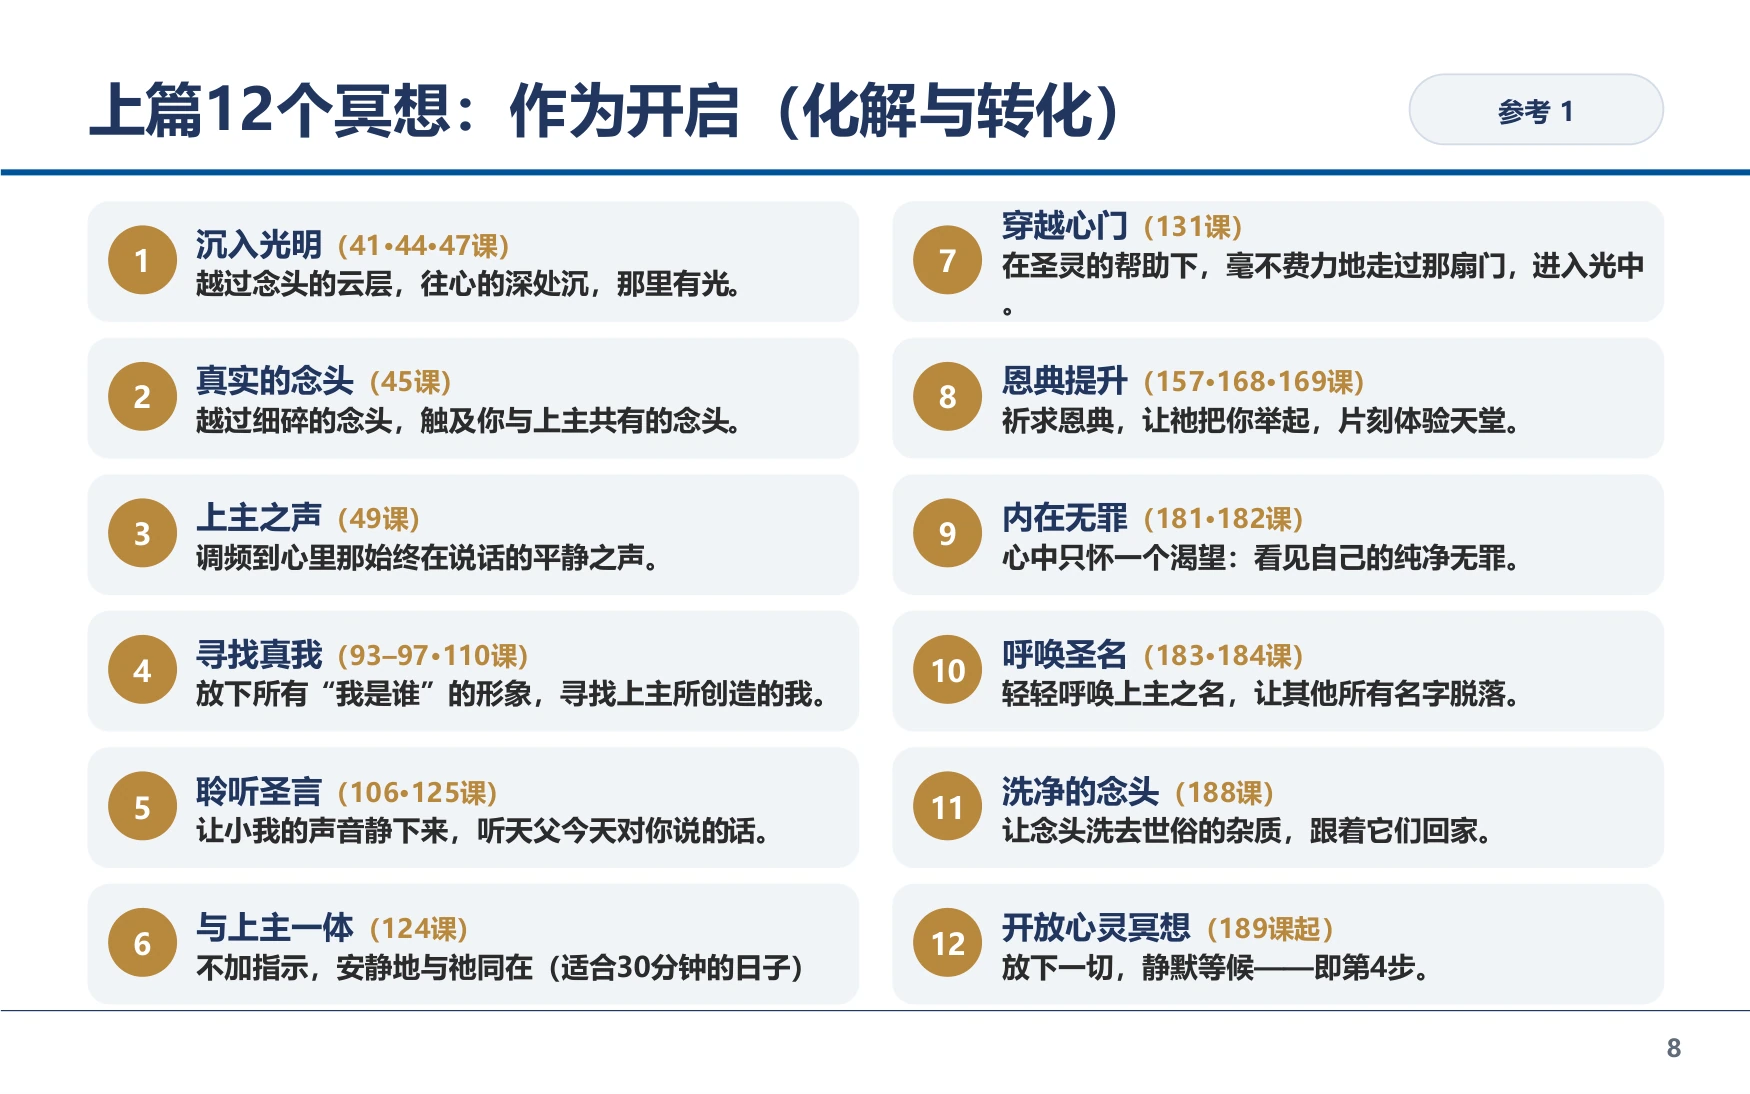 上篇12个冥想：作为开启（化解与转化）
参考 1
1
沉入光明（41•44•47课）
越过念头的云层，往心的深处沉，那里有光。
2
真实的念头（45课）
越过细碎的念头，触及你与上主共有的念头。
3
上主之声（49课）
调频到心里那始终在说话的平静之声。
4
寻找真我（93–97•110课）
放下所有“我是谁”的形象，寻找上主所创造的我。
5
聆听圣言（106•125课）
让小我的声音静下来，听天父今天对你说的话。
6
与上主一体（124课）
不加指示，安静地与祂同在（适合30分钟的日子）
7
穿越心门（131课）
在圣灵的帮助下，毫不费力地走过那扇门，进入光中
。
8
恩典提升（157•168•169课）
祈求恩典，让祂把你举起，片刻体验天堂。
9
内在无罪（181•182课）
心中只怀一个渴望：看见自己的纯净无罪。
10
呼唤圣名（183•184课）
轻轻呼唤上主之名，让其他所有名字脱落。
11
洗净的念头（188课）
让念头洗去世俗的杂质，跟着它们回家。
12
开放心灵冥想（189课起）
放下一切，静默等候——即第4步。
8